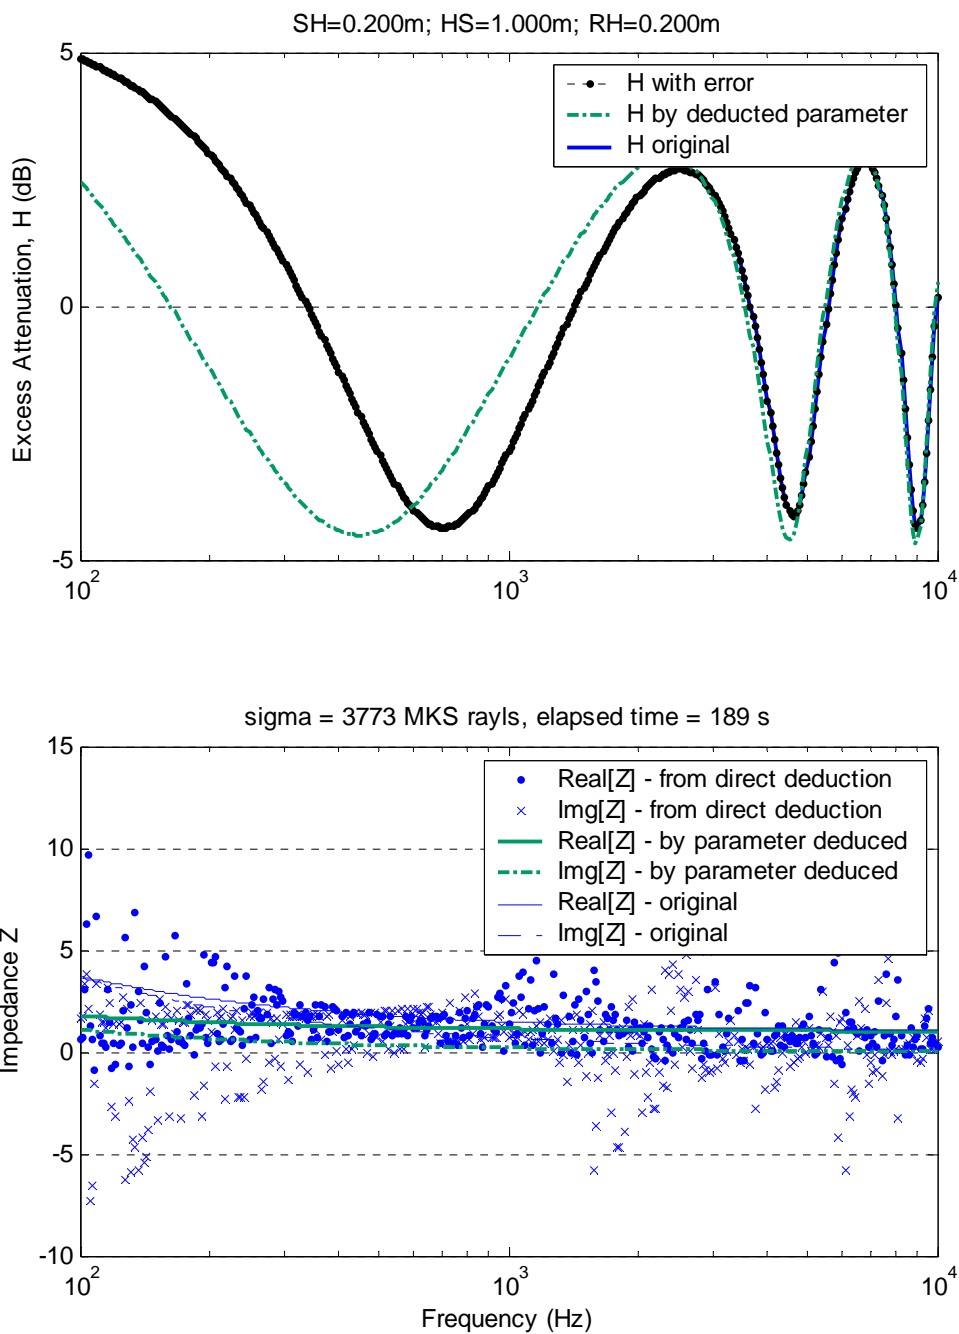 SH=0.200m; HS=1.000m; RH=0.200m
5
0
-5
Excess Attenuation, H (dB)
H with error
H by deducted parameter
H original
10^2
10^3
10^4
sigma = 3773 MKS rayls, elapsed time = 189 s
15
10
5
0
-5
-10
Impedance Z
Real[Z] - from direct deduction
Img[Z] - from direct deduction
Real[Z] - by parameter deduced
Img[Z] - by parameter deduced
Real[Z] - original
Img[Z] - original
10^2
10^3
10^4
Frequency (Hz)